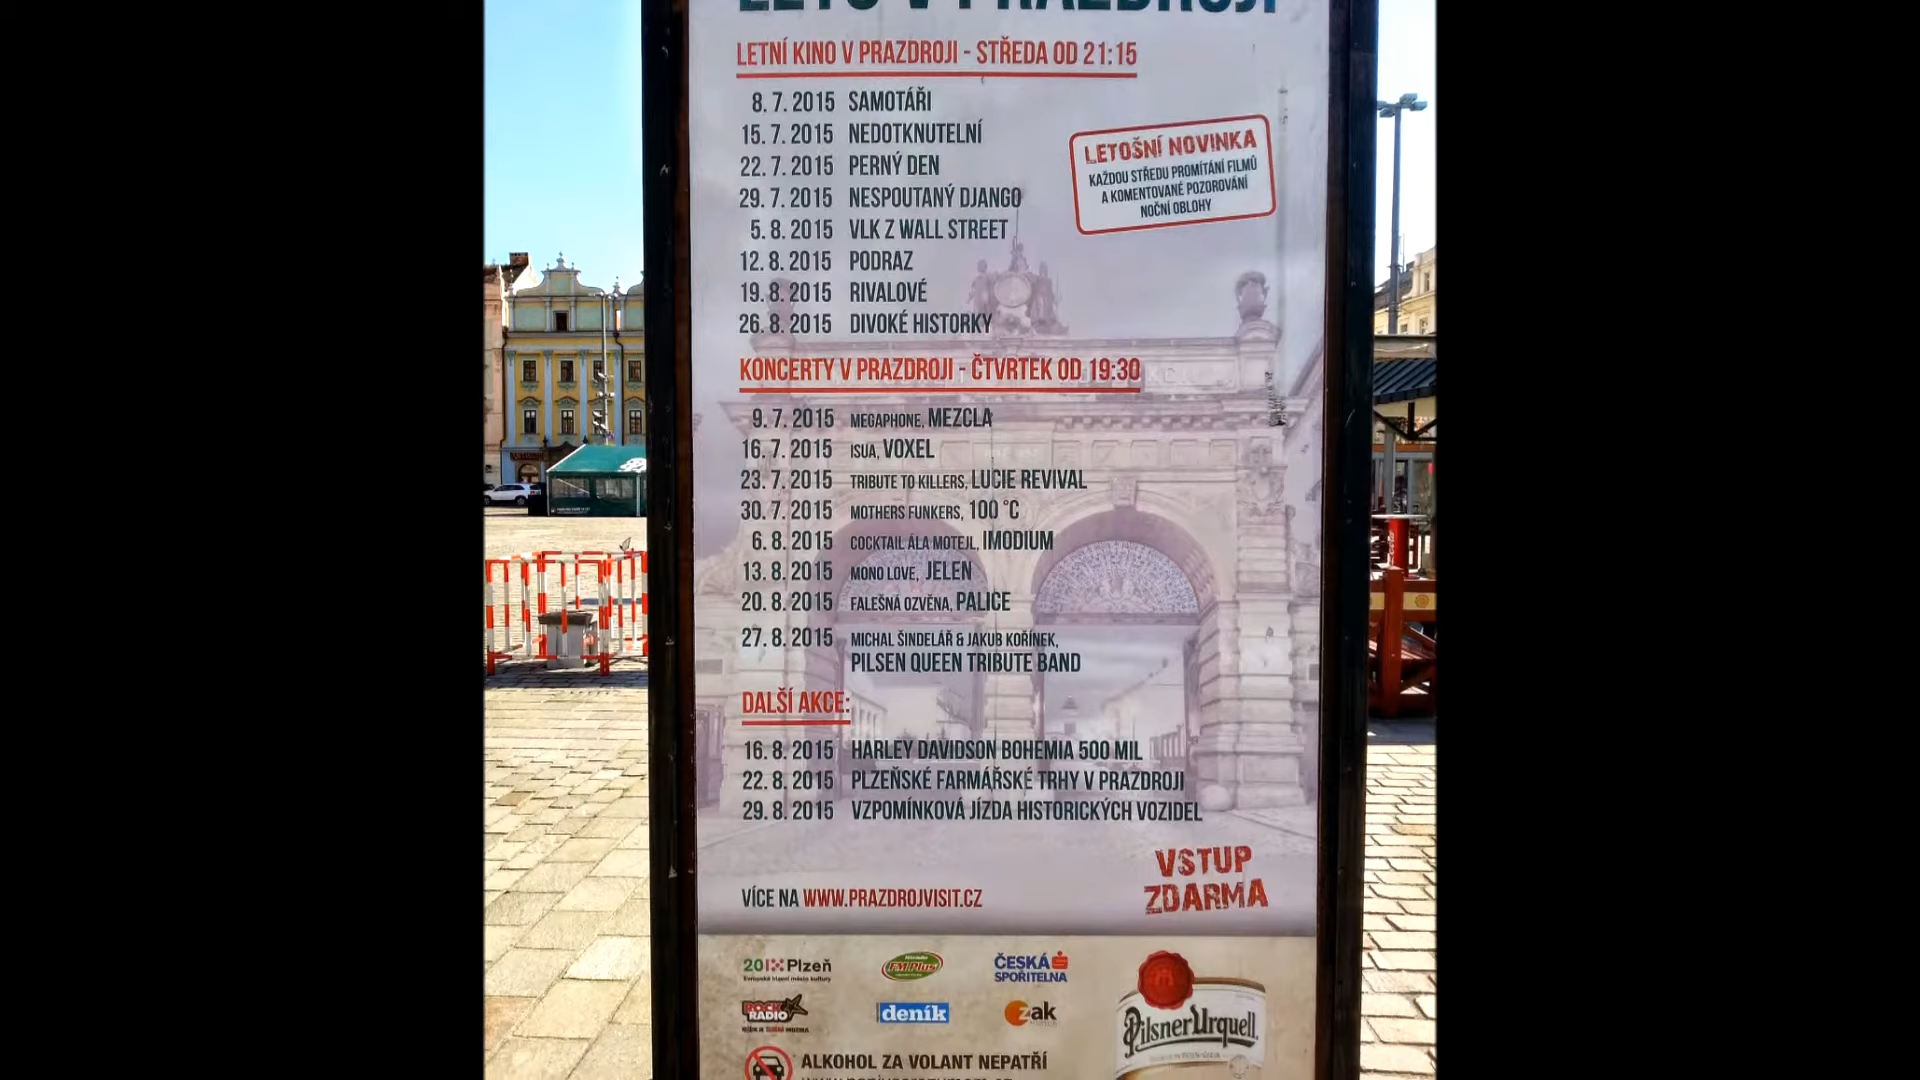 LÉTO V PRAZDROJI
LETNÍ KINO V PRAZDROJI - STŘEDA OD 21:15
8. 7. 2015 SAMOTÁŘI
15. 7. 2015 NEDOTKNUTELNÍ
22. 7. 2015 PERNÝ DEN
29. 7. 2015 NESPOUTANÝ DJANGO
5. 8. 2015 VLK Z WALL STREET
12. 8. 2015 PODRAZ
19. 8. 2015 RIVALOVÉ
26. 8. 2015 DIVOKÉ HISTORKY
LETOŠNÍ NOVINKA
KAŽDOU STŘEDU PROMÍTÁNÍ FILMŮ
A KOMENTOVANÉ POZOROVÁNÍ
NOČNÍ OBLOHY
KONCERTY V PRAZDROJI - ČTVRTEK OD 19:30
9. 7. 2015 MEGAPHONE, MEZCLA
16. 7. 2015 ISUA, VOXEL
23. 7. 2015 TRIBUTE TO KILLERS, LUCIE REVIVAL
30. 7. 2015 MOTHERS FUNKERS, 100 °C
6. 8. 2015 COCKTAIL ÁLA MOTEJL, IMODIUM
13. 8. 2015 MONO LOVE, JELEN
20. 8. 2015 FALEŠNÁ OZVĚNA, PALICE
27. 8. 2015 MICHAL ŠINDELÁŘ & JAKUB KOŘÍNEK,
PILSEN QUEEN TRIBUTE BAND
DALŠÍ AKCE:
16. 8. 2015 HARLEY DAVIDSON BOHEMIA 500 MIL
22. 8. 2015 PLZEŇSKÉ FARMÁŘSKÉ TRHY V PRAZDROJI
29. 8. 2015 VZPOMÍNKOVÁ JÍZDA HISTORICKÝCH VOZIDEL
VSTUP
ZDARMA
VÍCE NA WWW.PRAZDROJVISIT.CZ
Plzeň
Evropské hlavní město kultury
FM Plus
ČESKÁ
SPOŘITELNA
ROCK
RADIO
deník
zak
Pilsner Urquell
ALKOHOL ZA VOLANT NEPATŘÍ